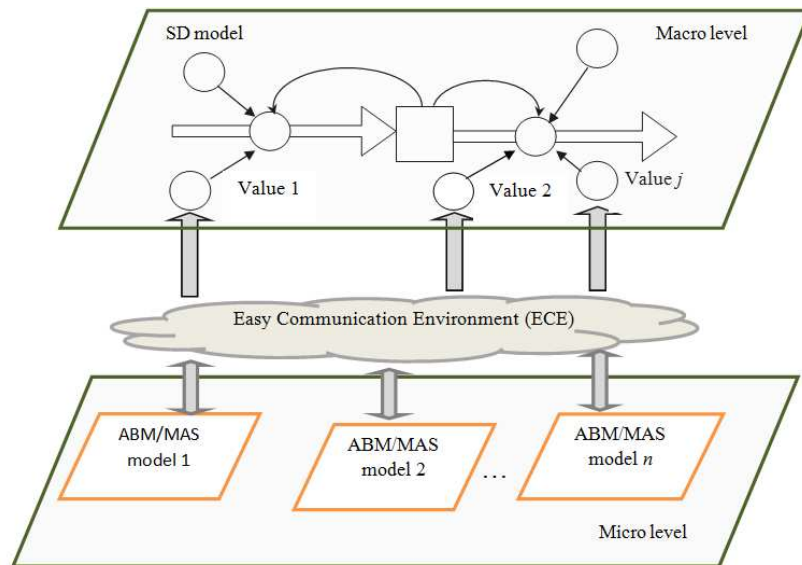 SD model
Macro level
Value 1
Value 2
Value j
Easy Communication Environment (ECE)
ABM/MAS
model 1
ABM/MAS
model 2
...
ABM/MAS
model n
Micro level